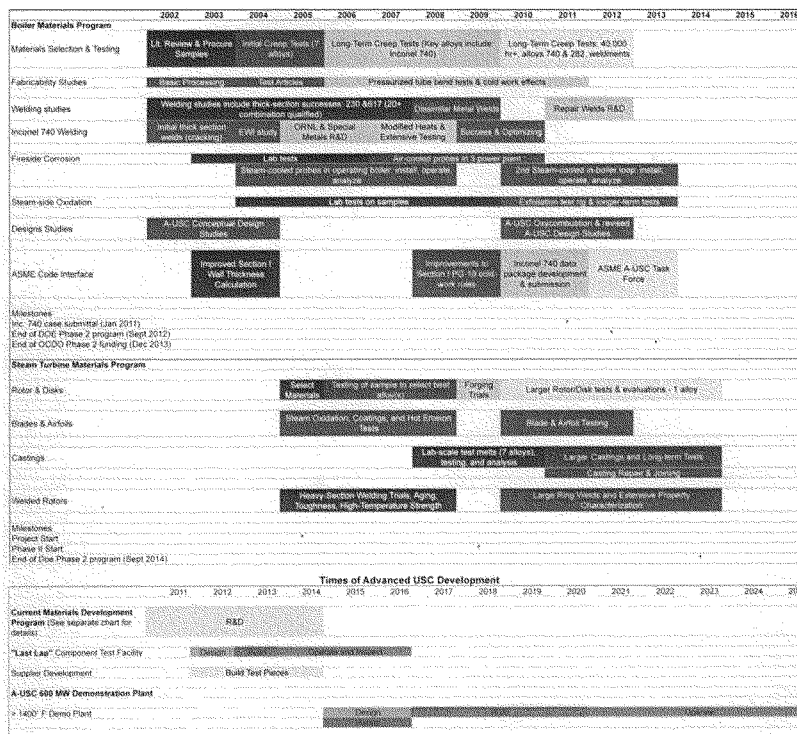 2002 2003 2004 2005 2006 2007 2008 2009 2010 2011 2012 2013 2014 2015 2016
Boiler Materials Program
Materials Selection & Testing
Lit. Review & Procure Samples
Initial Creep Tests (7
Long-Term Creep Tests (Key alloys include Inconel 740)
Long-Term Creep Tests: 40,000 hr+, alloys 740 & 282, weldments
Fabricability Studies
Basic Processing
Test Articles
Pressurized tube bend tests & cold work effects
Welding studies
Welding studies include thick-section successes: 230 &617 (20+ combination qualified)
Dissimilar Metal Welds
Repair Welds R&D
Inconel 740 Welding
Initial thick section welds (cracking)
EWI study
ORNL & Special Metals R&D
Modified Heats & Extensive Testing
Success & Optimizing
Fireside Corrosion
Lab tests
Air-cooled probes in 3 power plant
Steam-cooled probes in operating boiler: install, operate, analyze
2nd Steam-cooled in-boiler loop: install, operate, analyze
Steam-side Oxidation
Lab tests on samples
Exfoliation testing & longer-term tests
Designs Studies
A-USC Conceptual Design Studies
A-USC & revised A-USC Design Studies
ASME Code Interface
Improved Section I Wall Thickness Calculation
Improvements to Section I PG-19 cold work rules
Inconel 740 data package development & submission
ASME A-USC Task Force
Milestones
Inc. 740 case submittal (Jan 2011)
End of DOE Phase 2 program (Sept 2012)
End of OCDO Phase 2 funding (Dec 2013)
Steam Turbine Materials Program
Rotor & Disks
Select Materials
Testing of sample to select best alloy(s)
Forging Trials
Larger Rotor/Disk tests & evaluations - 1 alloy
Blades & Airfoils
Steam Oxidation, Coatings, and Hot Erosion Tests
Blade & Airfoil Testing
Castings
Lab-scale test melts (7 alloys), testing, and analysis
Larger Castings and Long-term Tests
Casting Repair & Joining
Welded Rotors
Heavy Section Welding Trials, Aging, Toughness, High-Temperature Strength
Large Ring Welds and Extensive Property Characterization
Milestones
Project Start
Phase II Start
End of Doe Phase 2 program (Sept 2014)
Times of Advanced USC Development
2011 2012 2013 2014 2015 2016 2017 2018 2019 2020 2021 2022 2023 2024
Current Materials Development Program (See separate chart for details)
R&D
"Last Lap" Component Test Facility
Design
Operate and Inspect
Supplier Development
Build Test Pieces
A-USC 600 MW Demonstration Plant
> 1400° F Demo Plant
Design